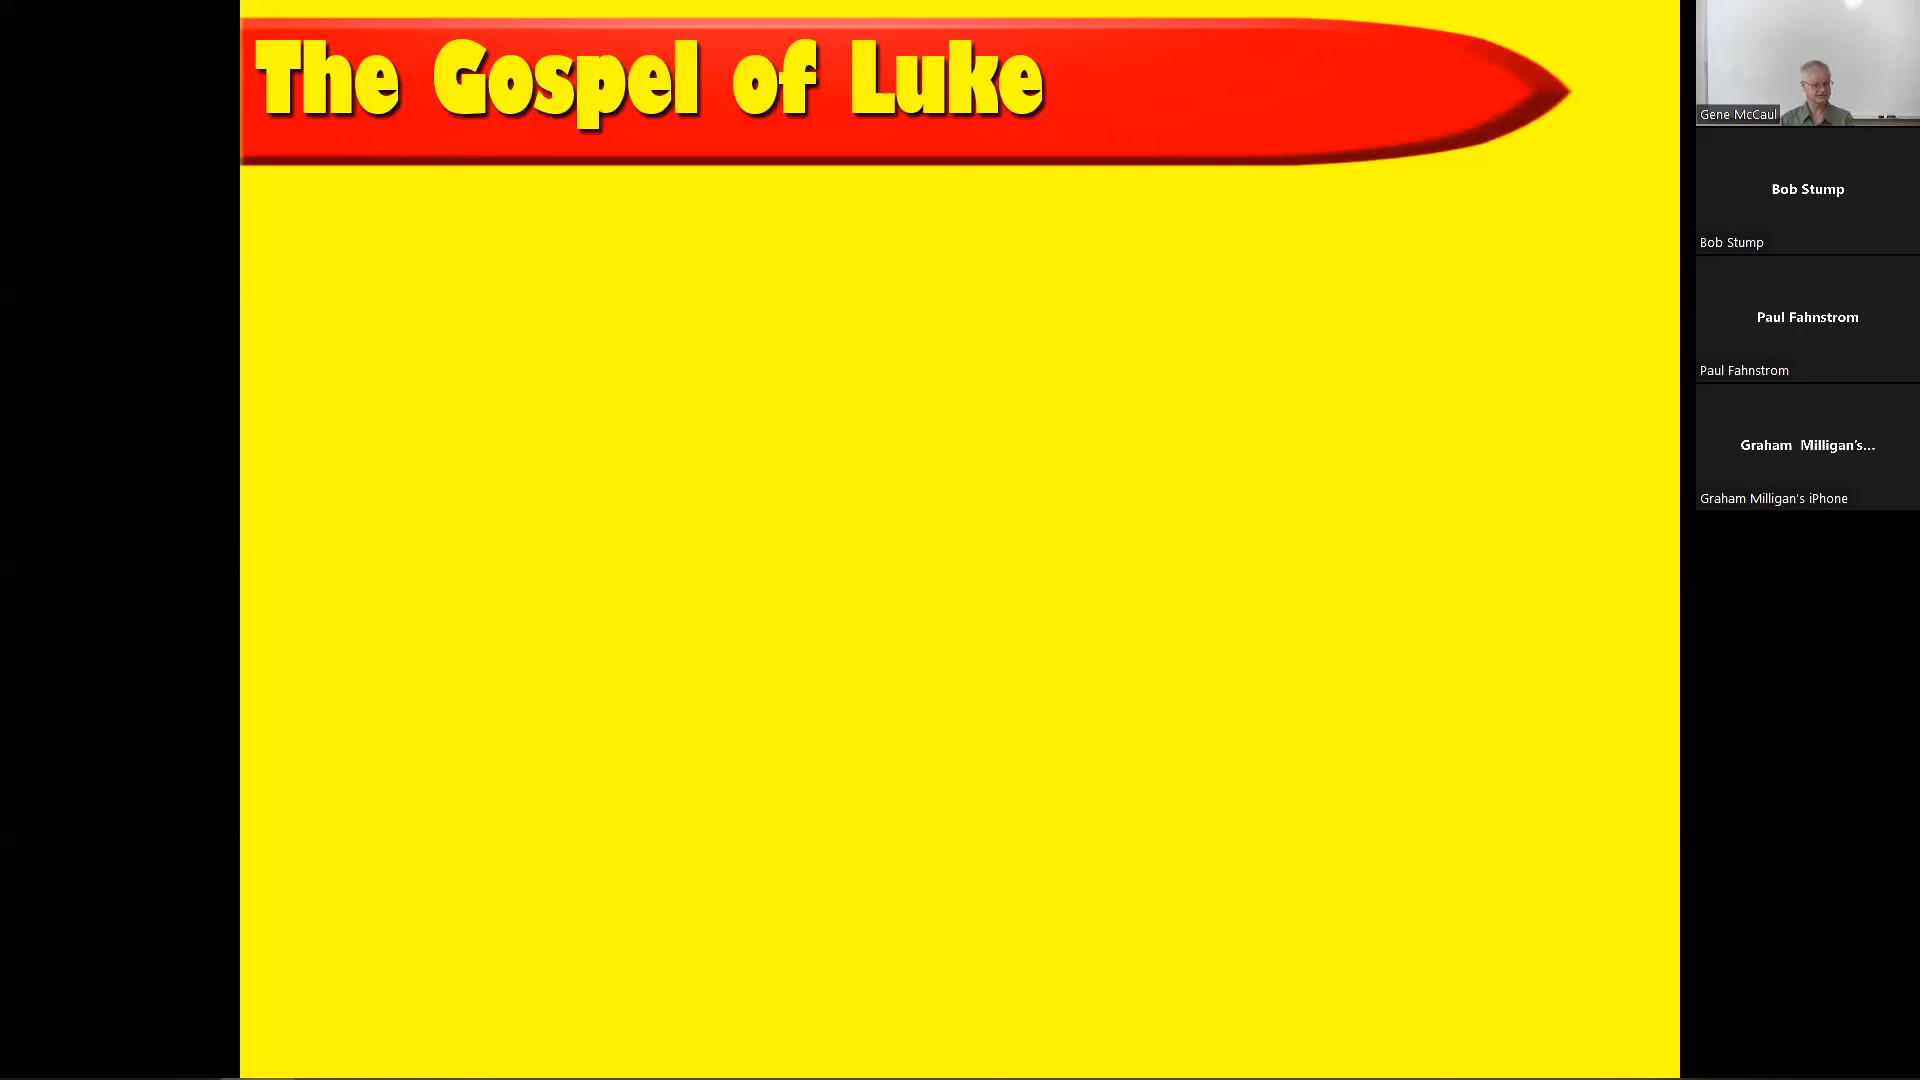 The Gospel of Luke
Gene McCaul
Bob Stump
Bob Stump
Paul Fahnstrom
Paul Fahnstrom
Graham Milligan's...
Graham Milligan's iPhone